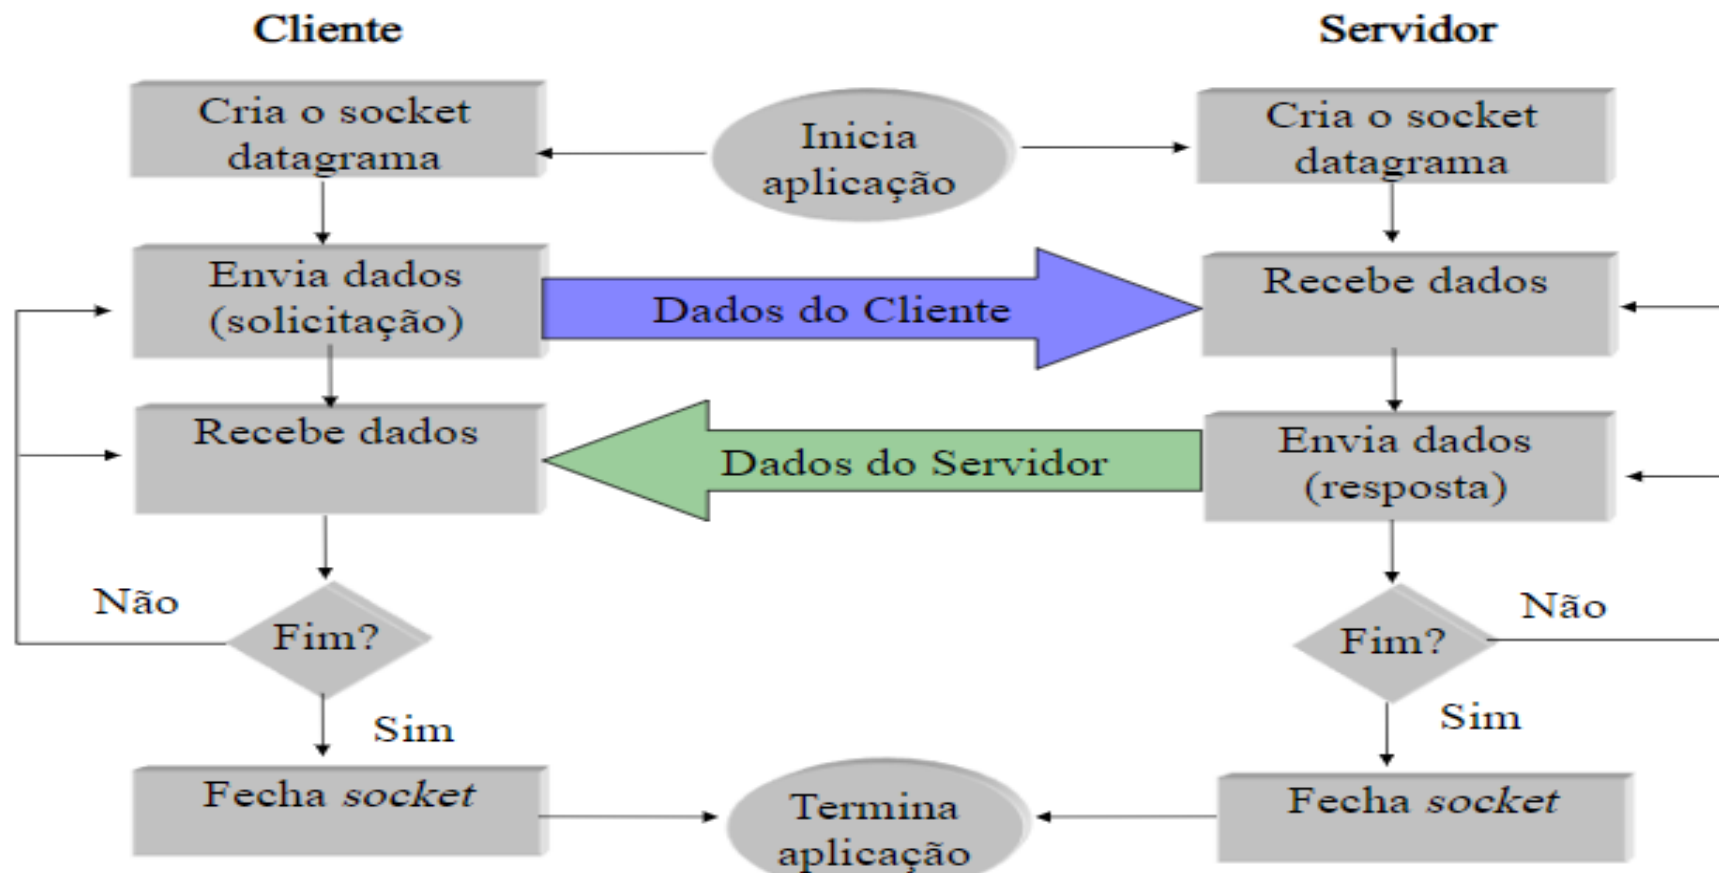 Cliente
Servidor
Cria o socket
datagrama
Inicia
aplicação
Cria o socket
datagrama
Envia dados
(solicitação)
Dados do Cliente
Recebe dados
Recebe dados
Dados do Servidor
Envia dados
(resposta)
Não
Fim?
Fim?
Não
Sim
Sim
Fecha socket
Termina
aplicação
Fecha socket